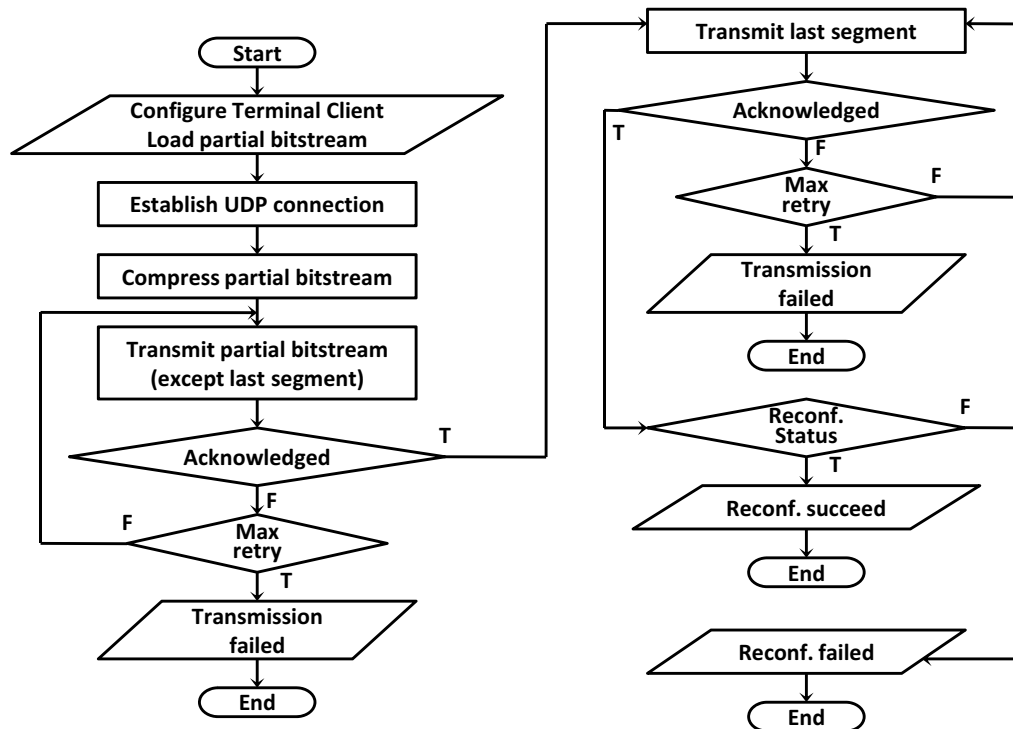 Start
Configure Terminal Client
Load partial bitstream
Establish UDP connection
Compress partial bitstream
Transmit partial bitstream
(except last segment)
Acknowledged
T
F
Max
retry
F
T
Transmission
failed
End
Transmit last segment
Acknowledged
T
F
Max
retry
F
T
Transmission
failed
End
Reconf.
Status
F
T
Reconf. succeed
End
Reconf. failed
End